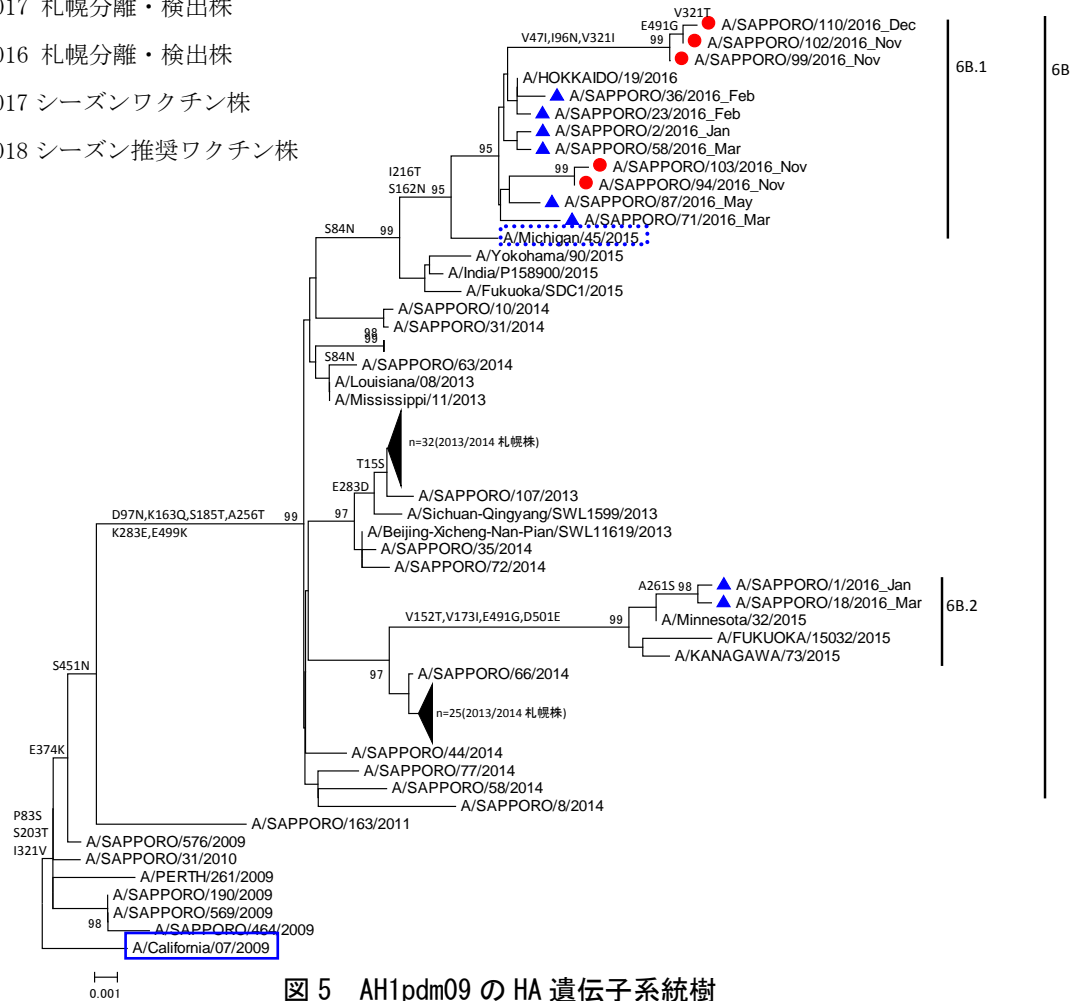 017 札幌分離・検出株
016 札幌分離・検出株
017 シーズンワクチン株
018 シーズン推奨ワクチン株
V321T
E491G
A/SAPPORO/110/2016_Dec
V47I,I96N,V321I
99
A/SAPPORO/102/2016_Nov
A/SAPPORO/99/2016_Nov
6B.1
6B
A/HOKKAIDO/19/2016
A/SAPPORO/36/2016_Feb
A/SAPPORO/23/2016_Feb
A/SAPPORO/2/2016_Jan
95
A/SAPPORO/58/2016_Mar
I216T
99
A/SAPPORO/103/2016_Nov
S162N
95
A/SAPPORO/94/2016_Nov
A/SAPPORO/87/2016_May
A/SAPPORO/71/2016_Mar
S84N
99
A/Michigan/45/2015
A/Yokohama/90/2015
A/India/P158900/2015
A/Fukuoka/SDC1/2015
A/SAPPORO/10/2014
A/SAPPORO/31/2014
98
99
S84N
A/SAPPORO/63/2014
A/Louisiana/08/2013
A/Mississippi/11/2013
n=32(2013/2014 札幌株)
T15S
E283D
A/SAPPORO/107/2013
97
A/Sichuan-Qingyang/SWL1599/2013
D97N,K163Q,S185T,A256T
99
K283E,E499K
A/Beijing-Xicheng-Nan-Pian/SWL11619/2013
A/SAPPORO/35/2014
A/SAPPORO/72/2014
A261S
98
A/SAPPORO/1/2016_Jan
A/SAPPORO/18/2016_Mar
6B.2
V152T,V173I,E491G,D501E
99
A/Minnesota/32/2015
A/FUKUOKA/15032/2015
A/KANAGAWA/73/2015
S451N
97
A/SAPPORO/66/2014
n=25(2013/2014 札幌株)
E374K
A/SAPPORO/44/2014
A/SAPPORO/77/2014
A/SAPPORO/58/2014
A/SAPPORO/8/2014
P83S
S203T
I321V
A/SAPPORO/163/2011
A/SAPPORO/576/2009
A/SAPPORO/31/2010
A/PERTH/261/2009
A/SAPPORO/190/2009
A/SAPPORO/569/2009
98
A/SAPPORO/464/2009
A/California/07/2009
0.001
図 5 AH1pdm09 の HA 遺伝子系統樹